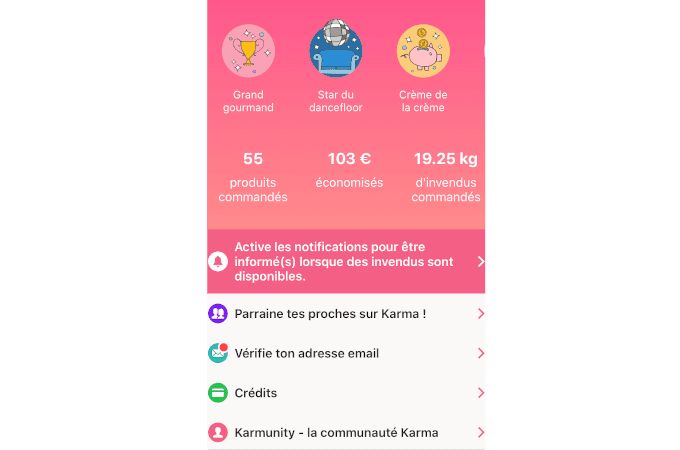 Grand
gourmand
Star du
dancefloor
Crème de
la crème
55
produits
commandés
103 €
économisés
19.25 kg
d'invendus
commandés
Active les notifications pour être
informé(s) lorsque des invendus sont
disponibles.
Parraine tes proches sur Karma !
Vérifie ton adresse email
Crédits
Karmunity - la communauté Karma